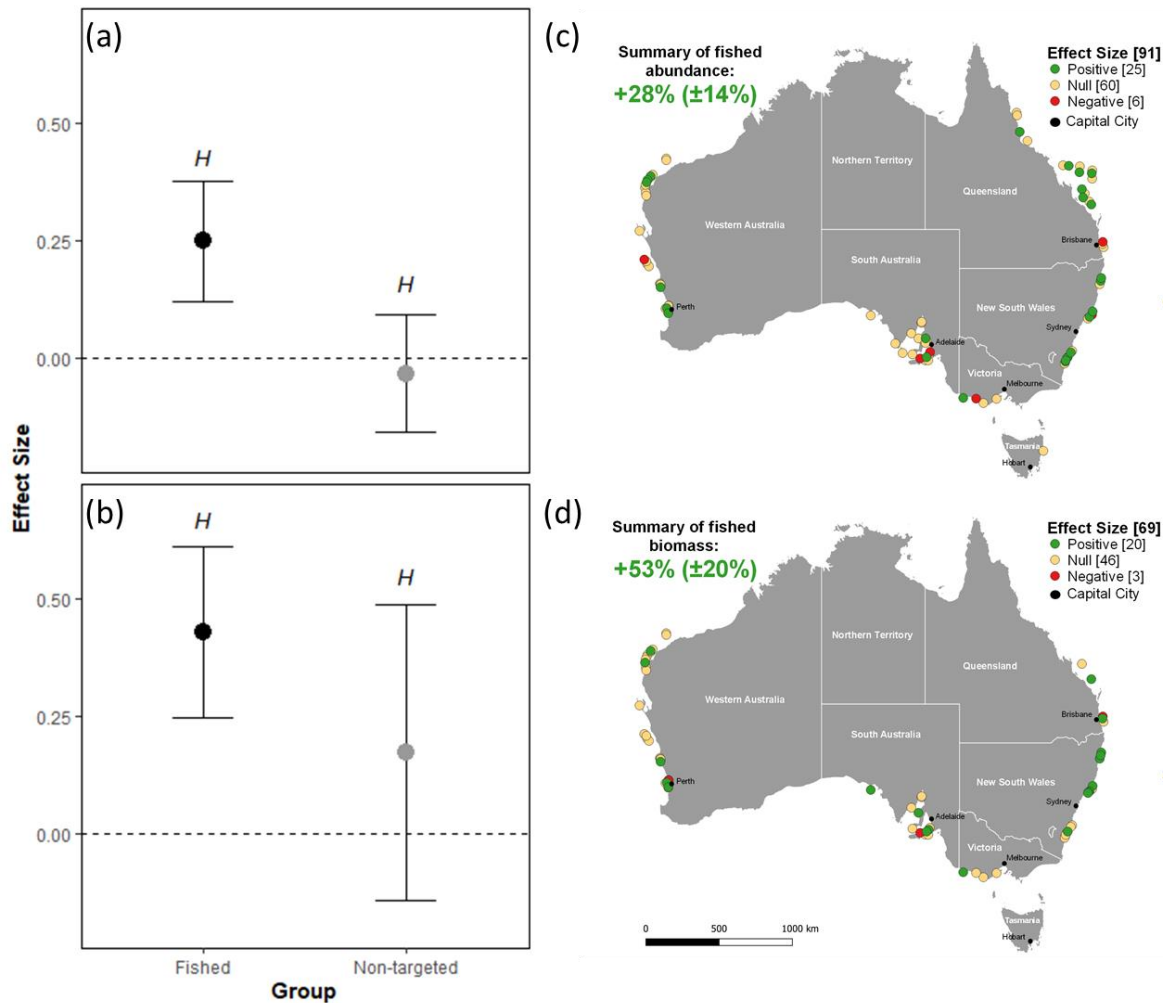 (a)
0.50
0.25
0.00
H
H
(b)
0.50
0.25
0.00
H
H
Effect Size
Fished
Non-targeted
Group
(c)
Summary of fished
abundance:
+28% (±14%)
Effect Size [91]
Positive [25]
Null [60]
Negative [6]
Capital City
Northern Territory
Queensland
Western Australia
South Australia
Brisbane
New South Wales
Perth
Sydney
Adelaide
Victoria
Melbourne
Tasmania
Hobart
(d)
Summary of fished
biomass:
+53% (±20%)
Effect Size [69]
Positive [20]
Null [46]
Negative [3]
Capital City
Northern Territory
Queensland
Western Australia
South Australia
Brisbane
New South Wales
Perth
Sydney
Adelaide
Victoria
Melbourne
Tasmania
Hobart
0 500 1000 km